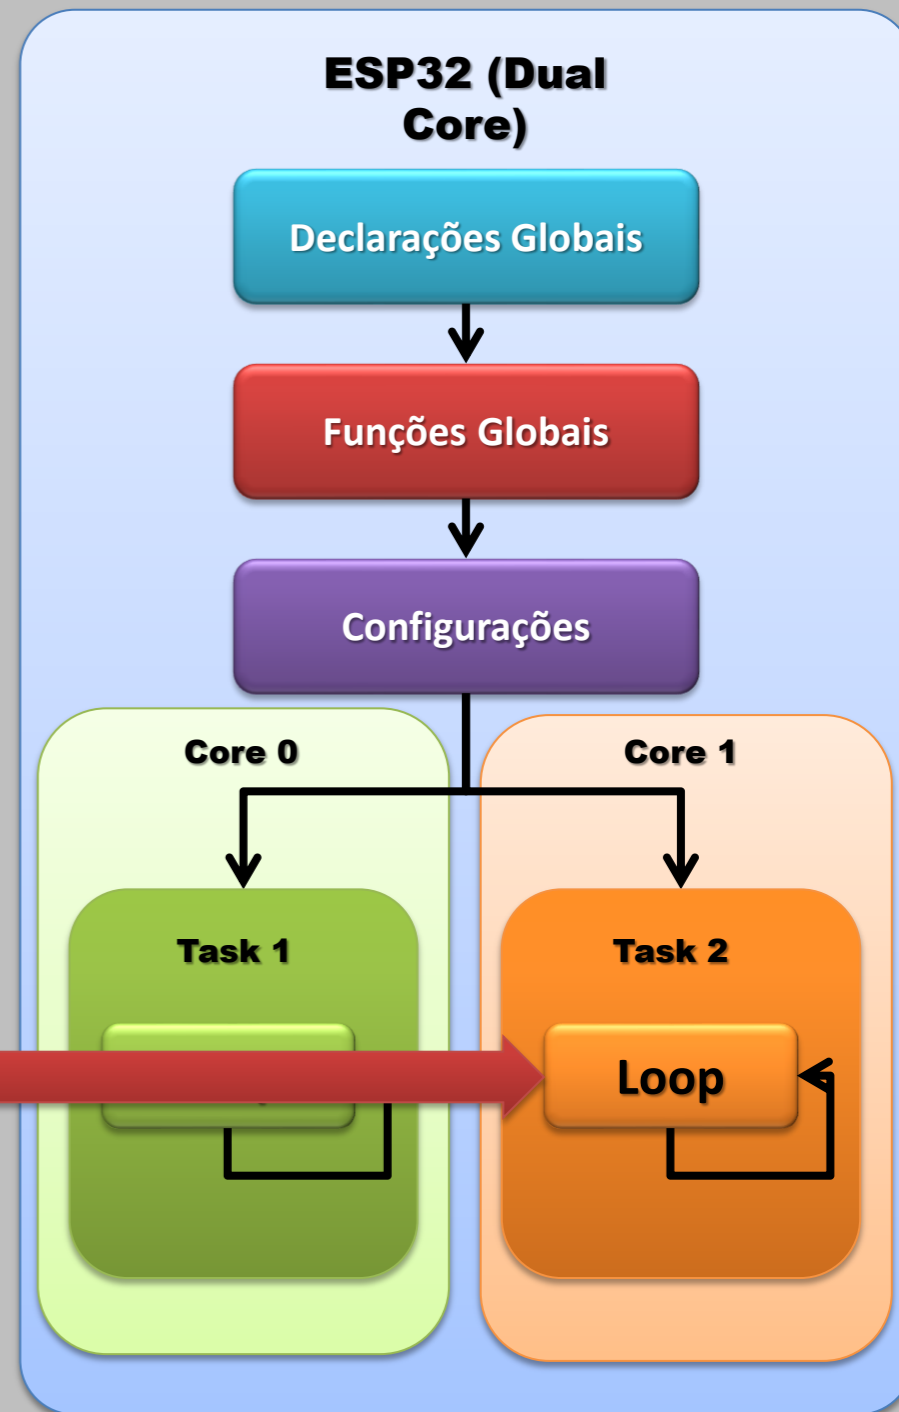 ESP32 (Dual
Core)
Declarações Globais
Funções Globais
Configurações
Core 0
Core 1
Task 1
Task 2
Loop